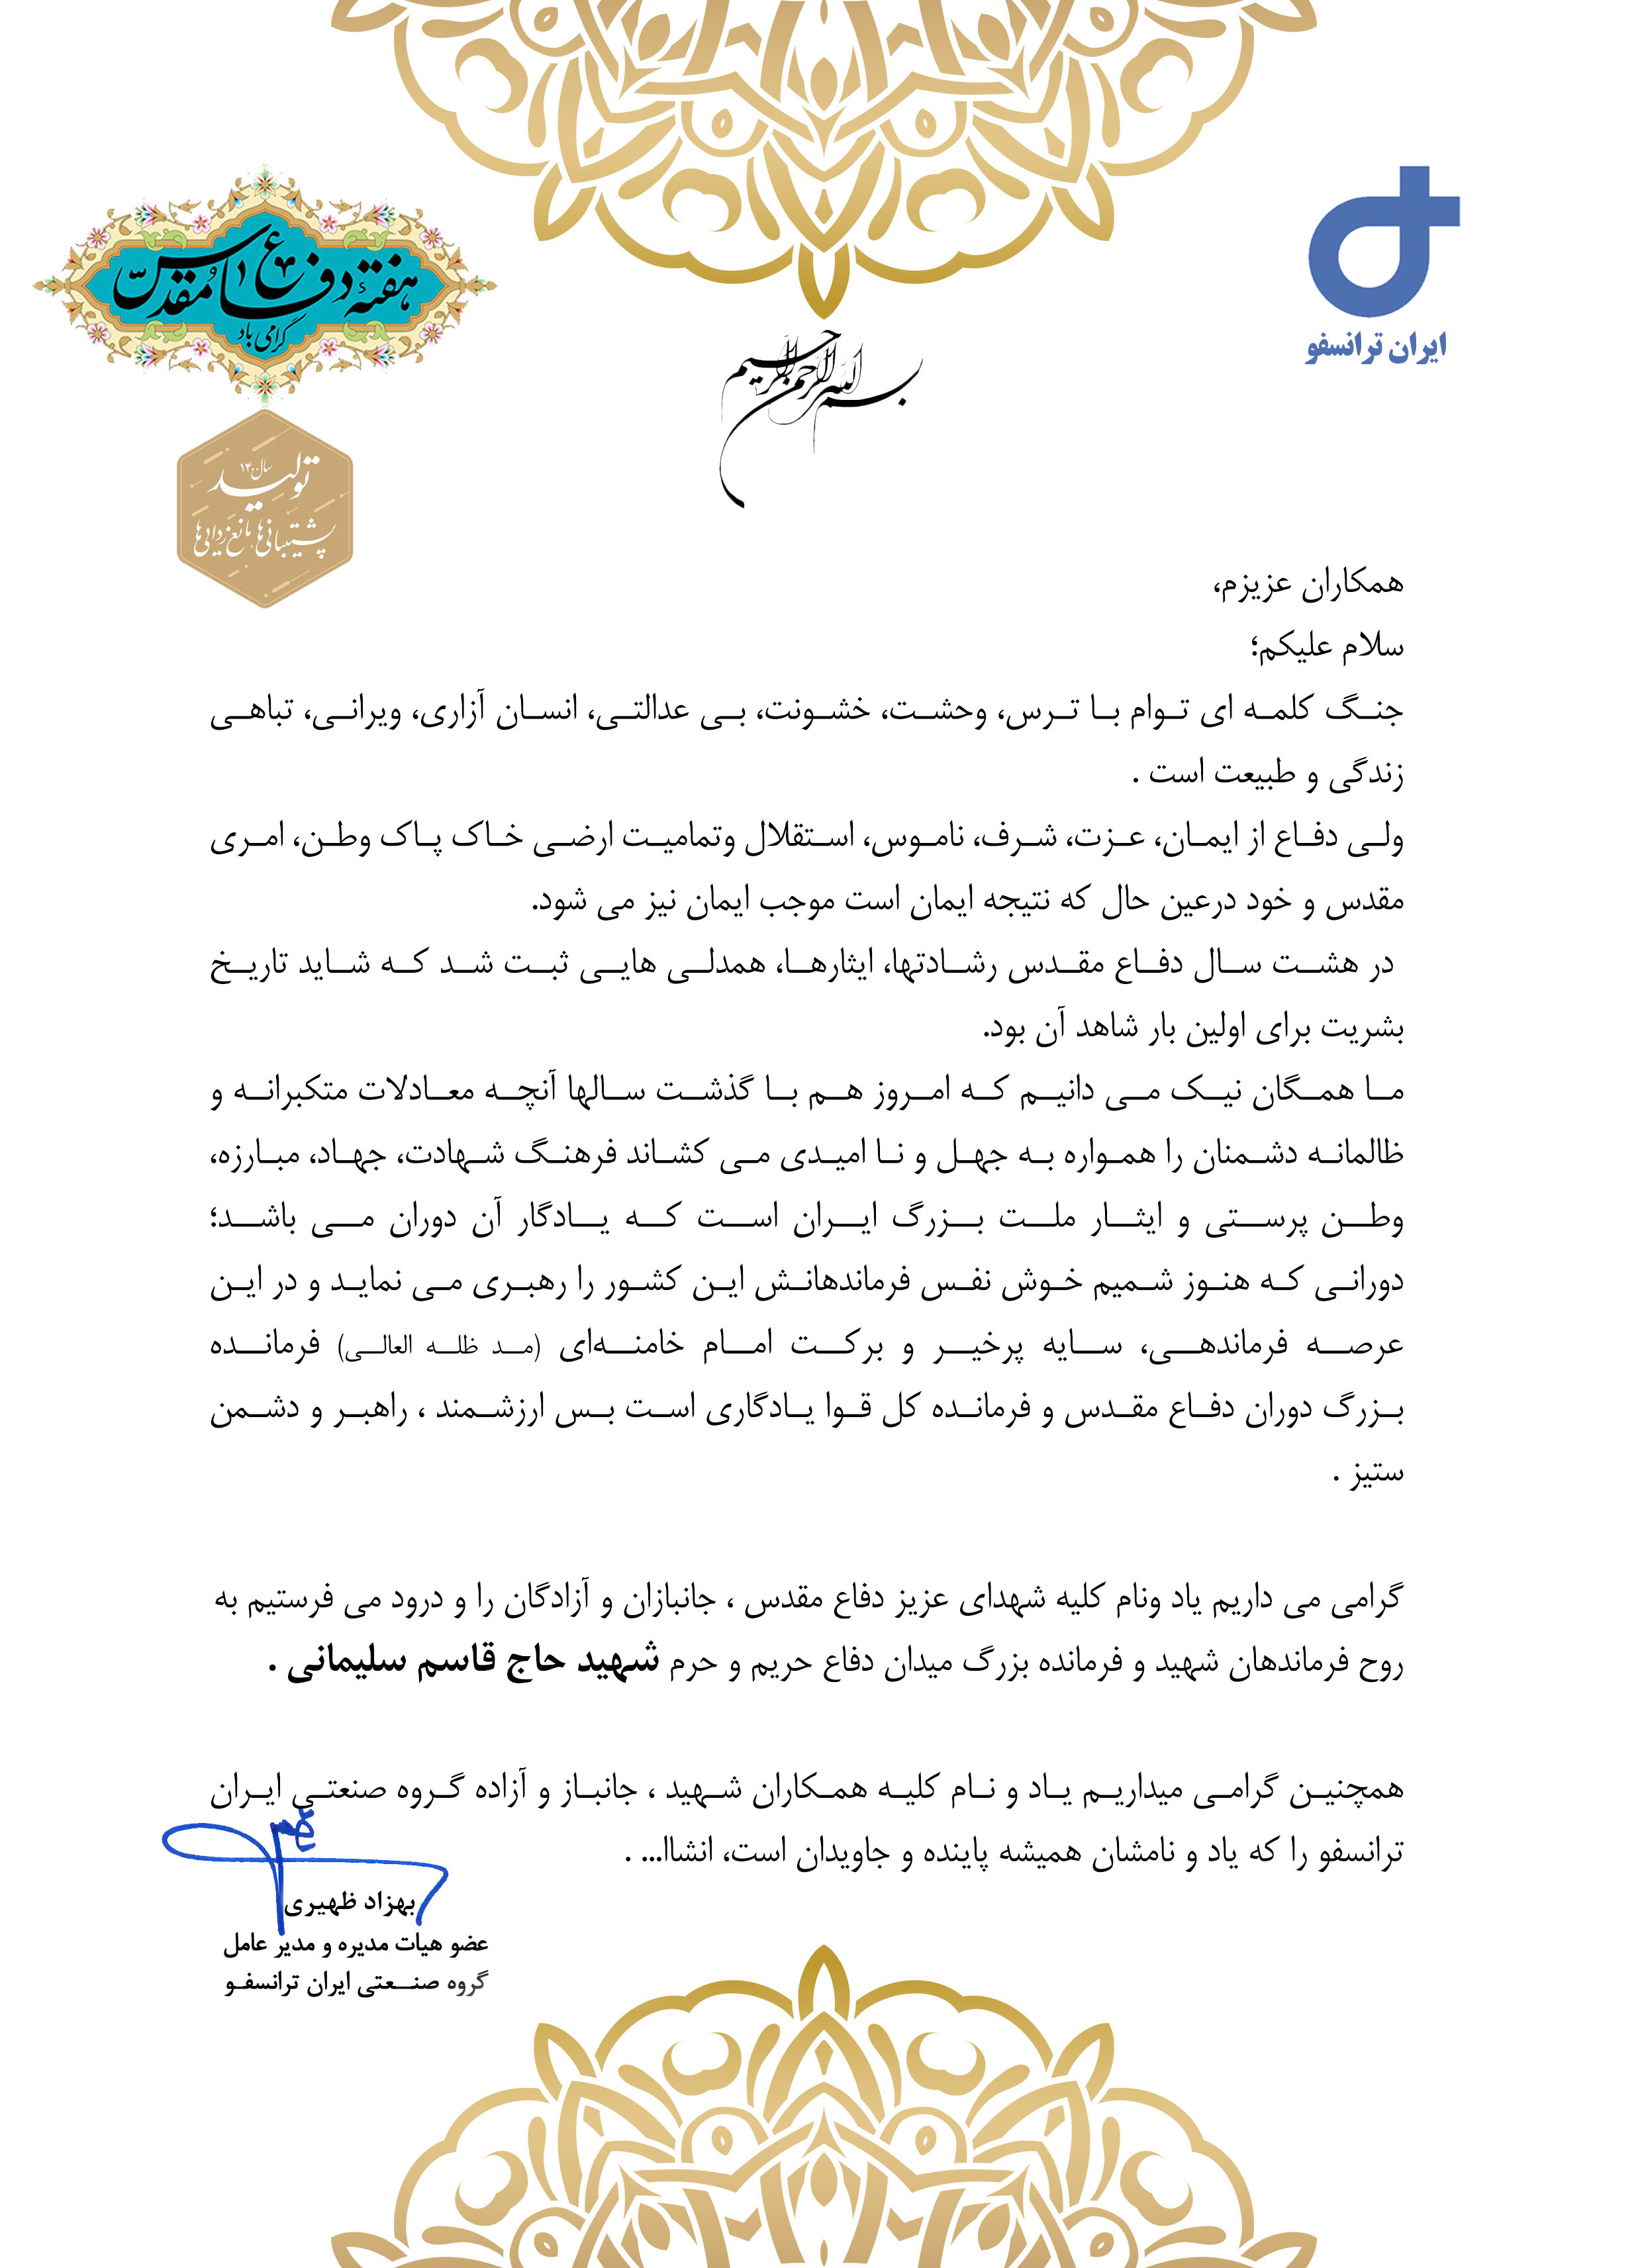 هفته دفاع مقدس
گرامی باد
ایران ترانسفو
بسم الله الرحمن الرحیم
سال ۱۴۰۰
تولید
پشتیبانی‌ها، مانع‌زدایی‌ها
همکاران عزیزم،
سلام علیکم؛
جنگ کلمه ای توام با ترس، وحشت، خشونت، بی عدالتی، انسان آزاری، ویرانی، تباهی
زندگی و طبیعت است .
ولی دفاع از ایمان، عزت، شرف، ناموس، استقلال وتمامیت ارضی خاک پاک وطن، امری
مقدس و خود درعین حال که نتیجه ایمان است موجب ایمان نیز می شود.
در هشت سال دفاع مقدس رشادتها، ایثارها، همدلی هایی ثبت شد که شاید تاریخ
بشریت برای اولین بار شاهد آن بود.
ما همگان نیک می دانیم که امروز هم با گذشت سالها آنچه معادلات متکبرانه و
ظالمانه دشمنان را همواره به جهل و نا امیدی می کشاند فرهنگ شهادت، جهاد، مبارزه،
وطن پرستی و ایثار ملت بزرگ ایران است که یادگار آن دوران می باشد؛
دورانی که هنوز شمیم خوش نفس فرماندهانش این کشور را رهبری می نماید و در این
عرصه فرماندهی، سایه پرخیر و برکت امام خامنه‌ای (مد ظله العالی) فرمانده
بزرگ دوران دفاع مقدس و فرمانده کل قوا یادگاری است بس ارزشمند ، راهبر و دشمن
ستیز .
گرامی می داریم یاد ونام کلیه شهدای عزیز دفاع مقدس ، جانبازان و آزادگان را و درود می فرستیم به
روح فرماندهان شهید و فرمانده بزرگ میدان دفاع حریم و حرم شهید حاج قاسم سلیمانی .
همچنین گرامی میداریم یاد و نام کلیه همکاران شهید ، جانباز و آزاده گروه صنعتی ایران
ترانسفو را که یاد و نامشان همیشه پاینده و جاویدان است، انشاا... .
بهزاد ظهیری
عضو هیات مدیره و مدیر عامل
گروه صنعتی ایران ترانسفو